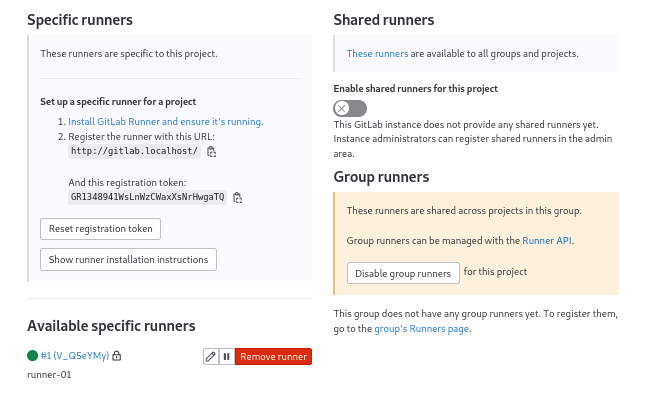 Specific runners
These runners are specific to this project.
Set up a specific runner for a project
1. Install GitLab Runner and ensure it's running.
2. Register the runner with this URL:
http://gitlab.localhost/
And this registration token:
GR1348941WsLnWzCWaxXsNrHwgaTQ
Reset registration token
Show runner installation instructions
Available specific runners
#1 (V_QSeYMy)
Remove runner
runner-01
Shared runners
These runners are available to all groups and projects.
Enable shared runners for this project
This GitLab instance does not provide any shared runners yet.
Instance administrators can register shared runners in the admin
area.
Group runners
These runners are shared across projects in this group.
Group runners can be managed with the Runner API.
Disable group runners for this project
This group does not have any group runners yet. To register them,
go to the group's Runners page.